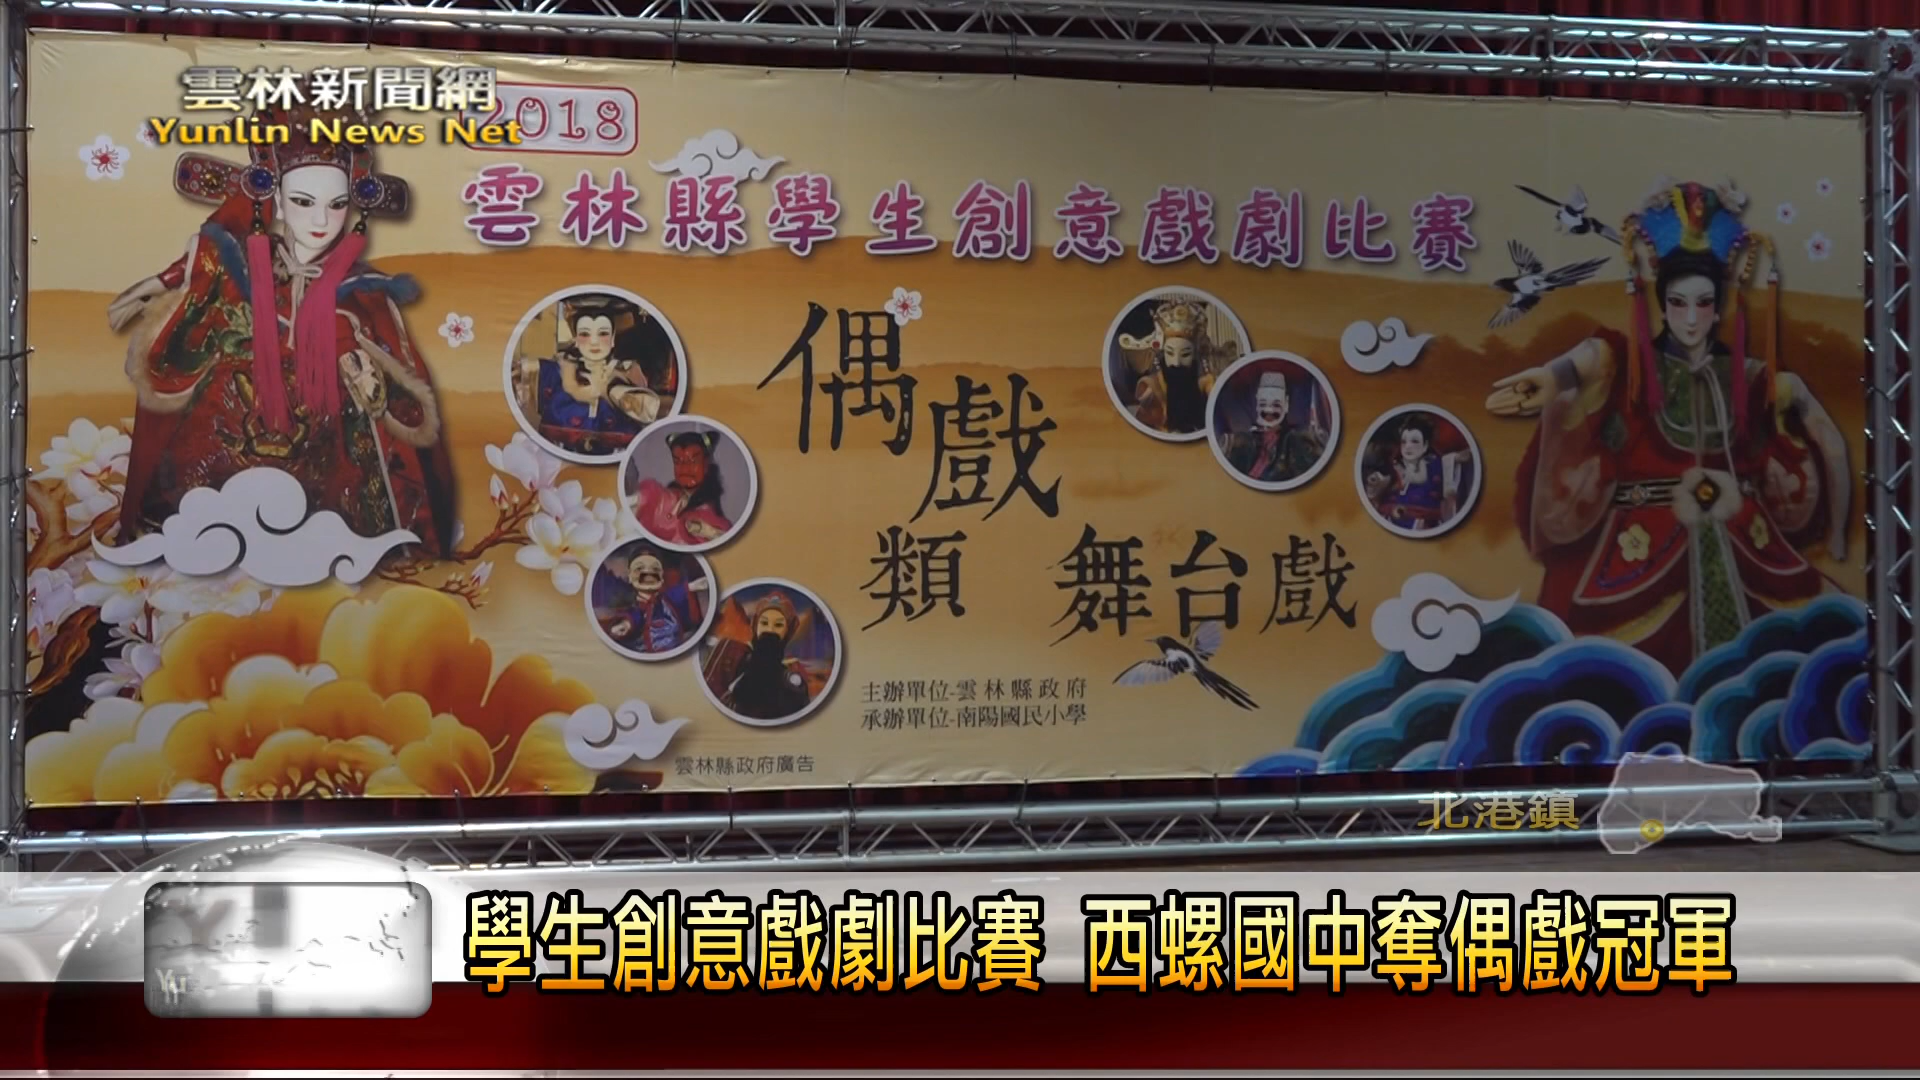 雲林新聞網
Yunlin News Net
2018
雲林縣學生創意戲劇比賽
偶戲
類 舞台戲
主辦單位-雲林縣政府
承辦單位-南陽國民小學
雲林縣政府廣告
北港鎮
學生創意戲劇比賽 西螺國中奪偶戲冠軍